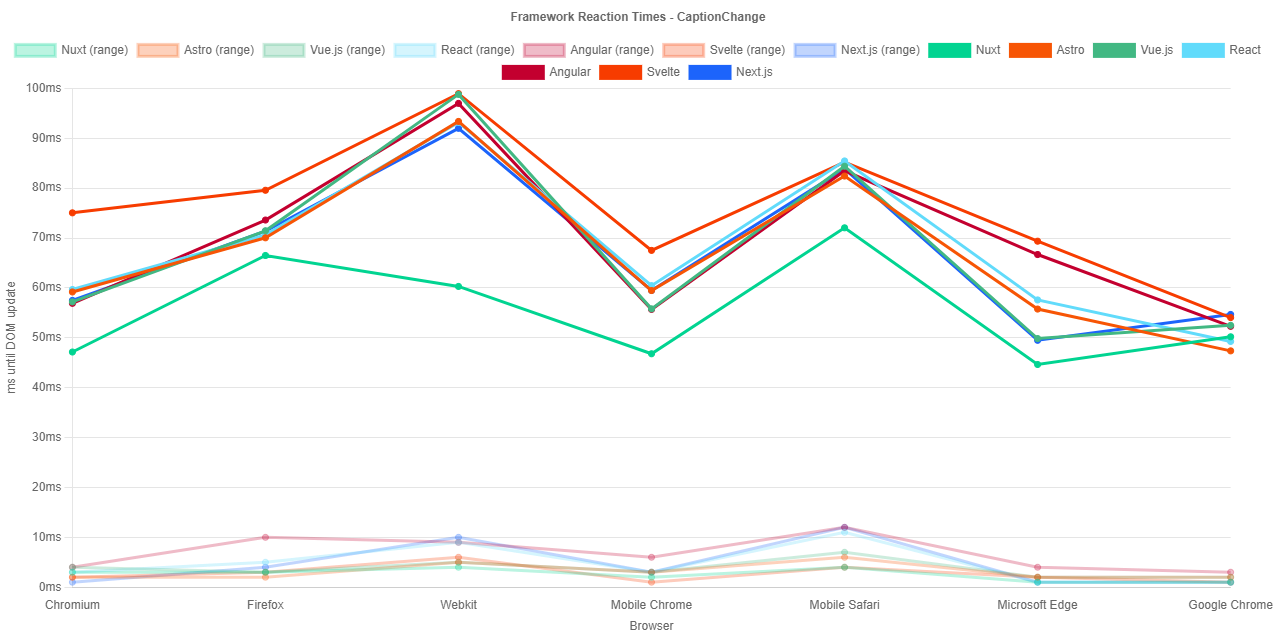 Framework Reaction Times - CaptionChange
Nuxt (range) Astro (range) Vue.js (range) React (range) Angular (range) Svelte (range) Next.js (range) Nuxt Astro Vue.js React
Angular Svelte Next.js
100ms
90ms
80ms
70ms
60ms
50ms
40ms
30ms
20ms
10ms
0ms
ms until DOM update
Chromium Firefox Webkit Mobile Chrome Mobile Safari Microsoft Edge Google Chrome
Browser